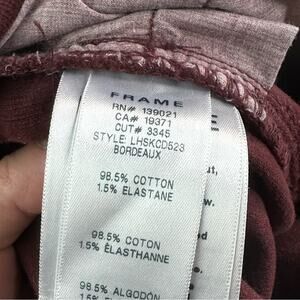 FRAME
RN# 139021
CA# 19371
CUT# 3345
STYLE: LHSKCD523
BORDEAUX
98.5% COTTON
1.5% ELASTANE
98.5% COTON
1.5% ÉLASTHANNE
98.5% ALGODÓN